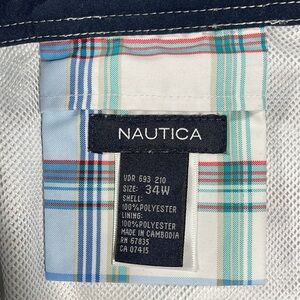 NAUTICA
VDR 693 210
SIZE: 34W
SHELL:
100%POLYESTER
LINING:
100%POLYESTER
MADE IN CAMBODIA
RN 67835
CA 07415